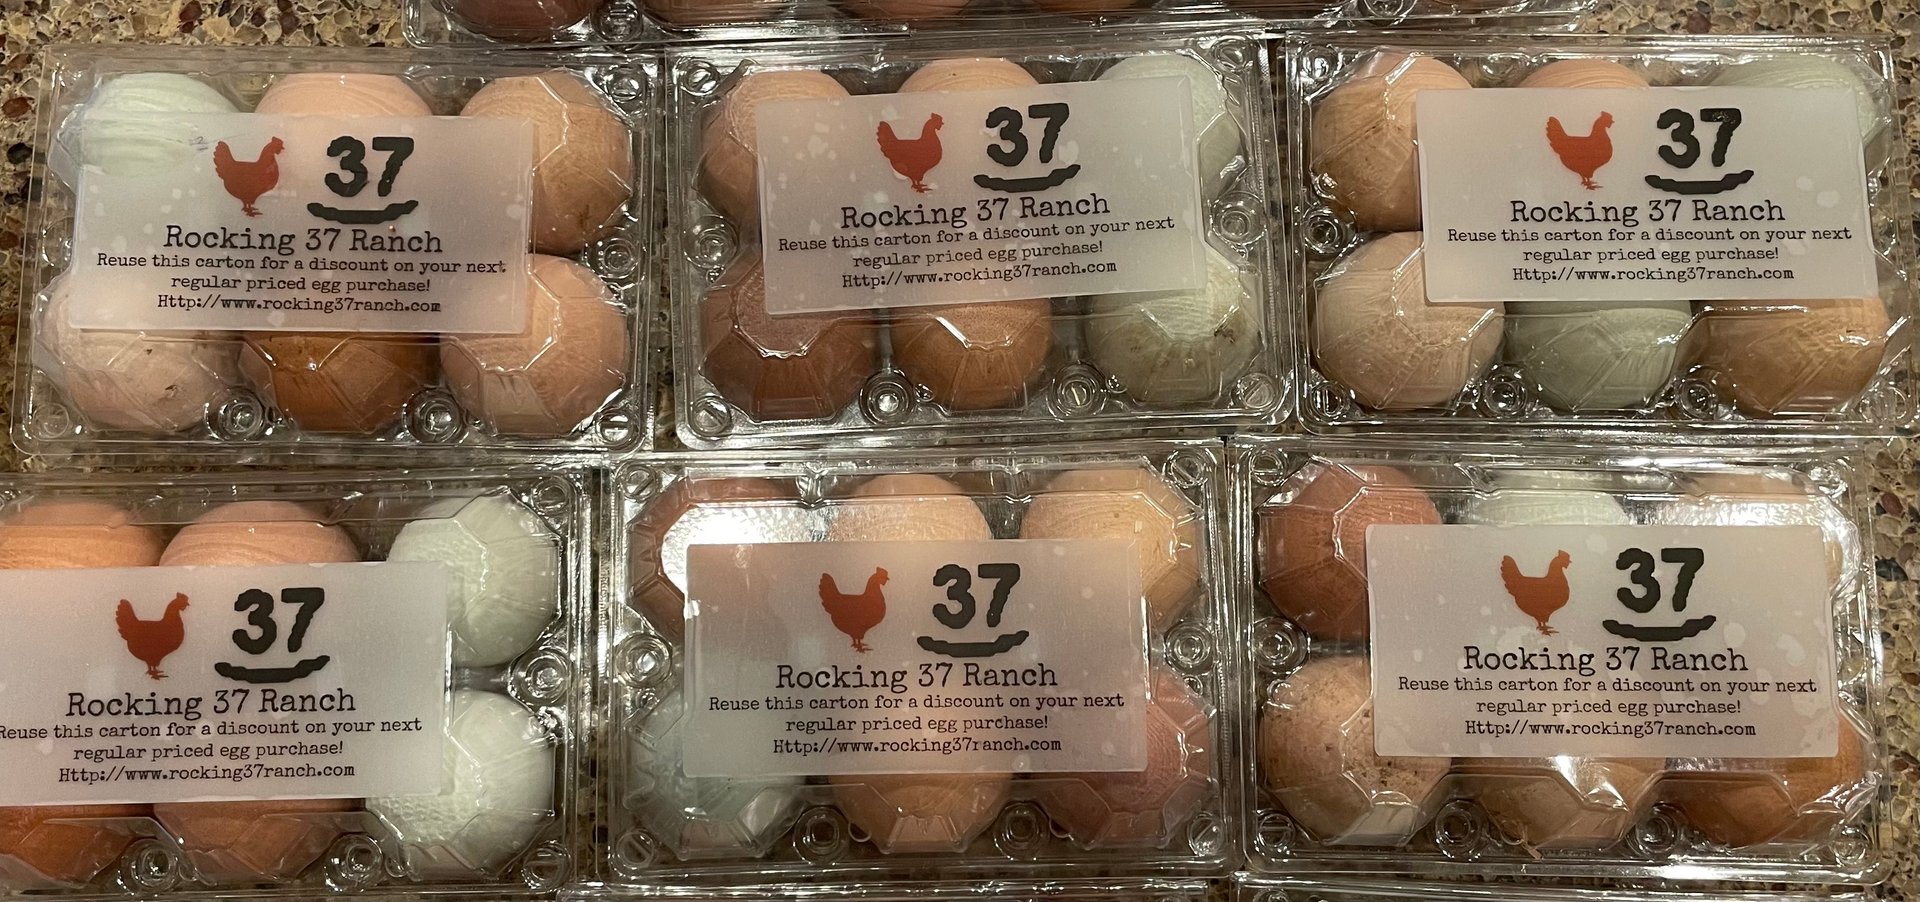 37
Rocking 37 Ranch
Reuse this carton for a discount on your next
regular priced egg purchase!
Http://www.rocking37ranch.com
37
Rocking 37 Ranch
Reuse this carton for a discount on your next
regular priced egg purchase!
Http://www.rocking37ranch.com
37
Rocking 37 Ranch
Reuse this carton for a discount on your next
regular priced egg purchase!
Http://www.rocking37ranch.com
37
Rocking 37 Ranch
Reuse this carton for a discount on your next
regular priced egg purchase!
Http://www.rocking37ranch.com
37
Rocking 37 Ranch
Reuse this carton for a discount on your next
regular priced egg purchase!
Http://www.rocking37ranch.com
37
Rocking 37 Ranch
Reuse this carton for a discount on your next
regular priced egg purchase!
Http://www.rocking37ranch.com